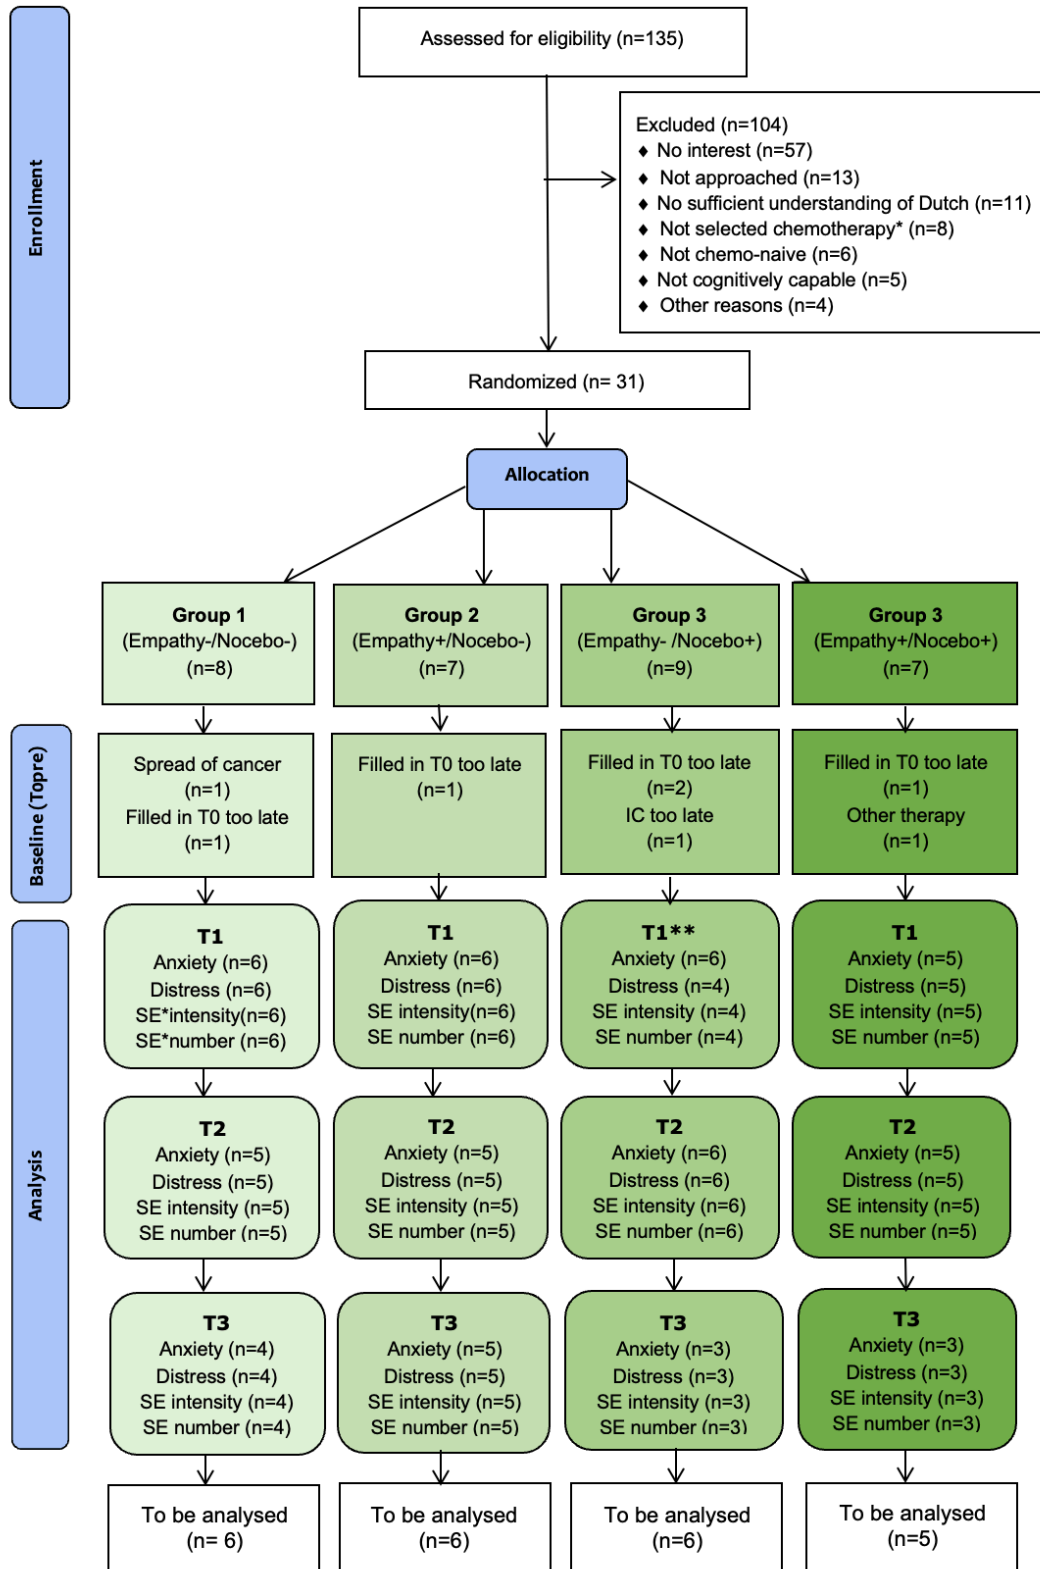 Enrollment
Assessed for eligibility (n=135)
Excluded (n=104)
♦ No interest (n=57)
♦ Not approached (n=13)
♦ No sufficient understanding of Dutch (n=11)
♦ Not selected chemotherapy* (n=8)
♦ Not chemo-naive (n=6)
♦ Not cognitively capable (n=5)
♦ Other reasons (n=4)
Randomized (n= 31)
Allocation
Group 1
(Empathy-/Nocebo-)
(n=8)
Group 2
(Empathy+/Nocebo-)
(n=7)
Group 3
(Empathy- /Nocebo+)
(n=9)
Group 3
(Empathy+/Nocebo+)
(n=7)
Baseline (Topre)
Spread of cancer
(n=1)
Filled in T0 too late
(n=1)
Filled in T0 too late
(n=1)
Filled in T0 too late
(n=2)
IC too late
(n=1)
Filled in T0 too late
(n=1)
Other therapy
(n=1)
Analysis
T1
Anxiety (n=6)
Distress (n=6)
SE*intensity(n=6)
SE*number (n=6)
T1
Anxiety (n=6)
Distress (n=6)
SE intensity(n=6)
SE number (n=6)
T1**
Anxiety (n=6)
Distress (n=4)
SE intensity (n=4)
SE number (n=4)
T1
Anxiety (n=5)
Distress (n=5)
SE intensity (n=5)
SE number (n=5)
T2
Anxiety (n=5)
Distress (n=5)
SE intensity (n=5)
SE number (n=5)
T2
Anxiety (n=5)
Distress (n=5)
SE intensity (n=5)
SE number (n=5)
T2
Anxiety (n=6)
Distress (n=6)
SE intensity (n=6)
SE number (n=6)
T2
Anxiety (n=5)
Distress (n=5)
SE intensity (n=5)
SE number (n=5)
T3
Anxiety (n=4)
Distress (n=4)
SE intensity (n=4)
SE number (n=4)
T3
Anxiety (n=5)
Distress (n=5)
SE intensity (n=5)
SE number (n=5)
T3
Anxiety (n=3)
Distress (n=3)
SE intensity (n=3)
SE number (n=3)
T3
Anxiety (n=3)
Distress (n=3)
SE intensity (n=3)
SE number (n=3)
To be analysed
(n= 6)
To be analysed
(n=6)
To be analysed
(n=6)
To be analysed
(n=5)